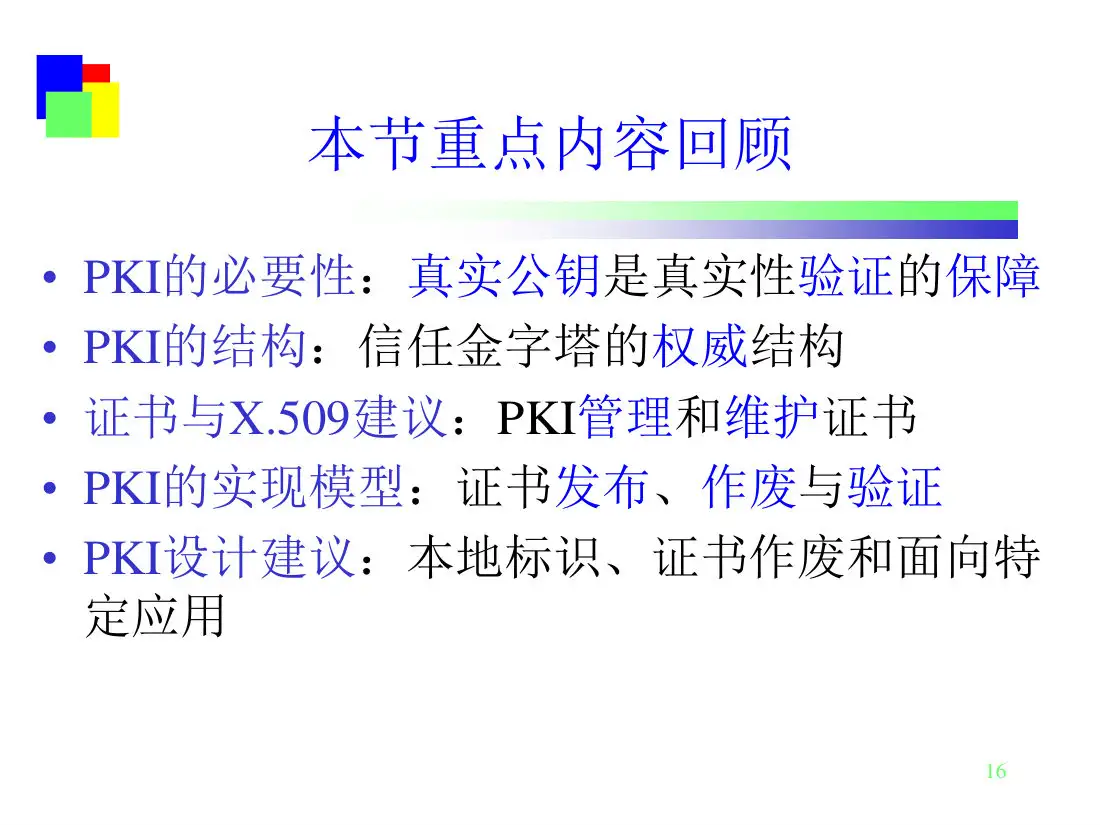 本节重点内容回顾
• PKI的必要性：真实公钥是真实性验证的保障
• PKI的结构：信任金字塔的权威结构
• 证书与X.509建议：PKI管理和维护证书
• PKI的实现模型：证书发布、作废与验证
• PKI设计建议：本地标识、证书作废和面向特
定应用
16